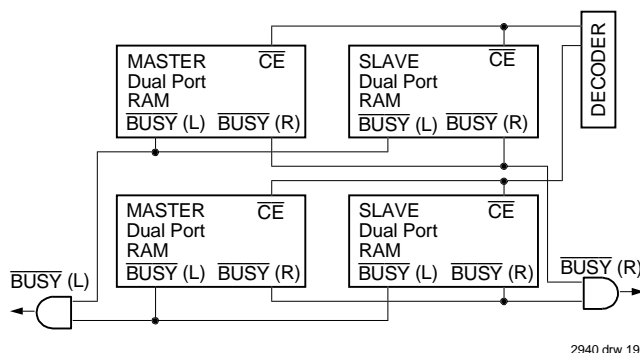 MASTER
Dual Port
RAM
CE
BUSY (L) BUSY (R)
SLAVE
Dual Port
RAM
CE
BUSY (L) BUSY (R)
DECODER
MASTER
Dual Port
RAM
CE
BUSY (L) BUSY (R)
SLAVE
Dual Port
RAM
CE
BUSY (L) BUSY (R)
BUSY (L)
BUSY (R)
2940 drw 19